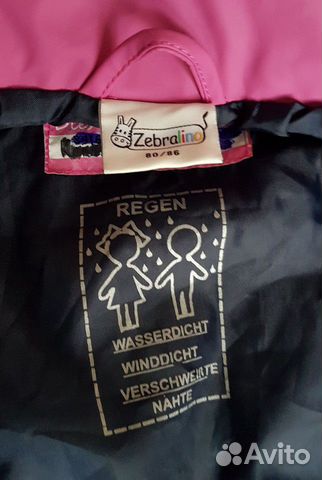 Zebralino
80/86
REGEN
WASSERDICHT
WINDDICHT
VERSCHWEIßTE
NÄHTE
Avito